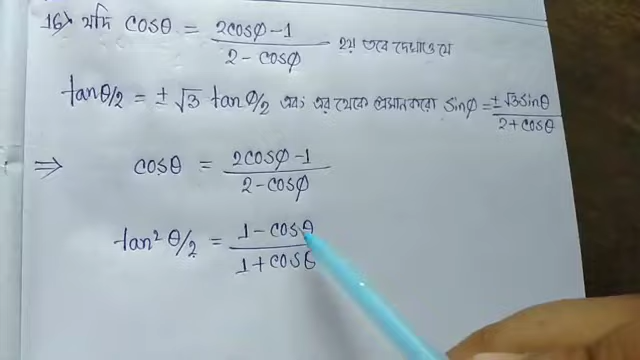 16> যদি cosθ = 2cosφ-1 / 2-cosφ হয় তবে দেখাও যে
tanθ/2 = ±√3 tanφ/2 এবং এর থেকে প্রমান করো sinφ = ±√3sinθ / 2+cosθ
⇒ cosθ = 2cosφ-1 / 2-cosφ
tan²θ/2 = 1-cosθ / 1+cosθ